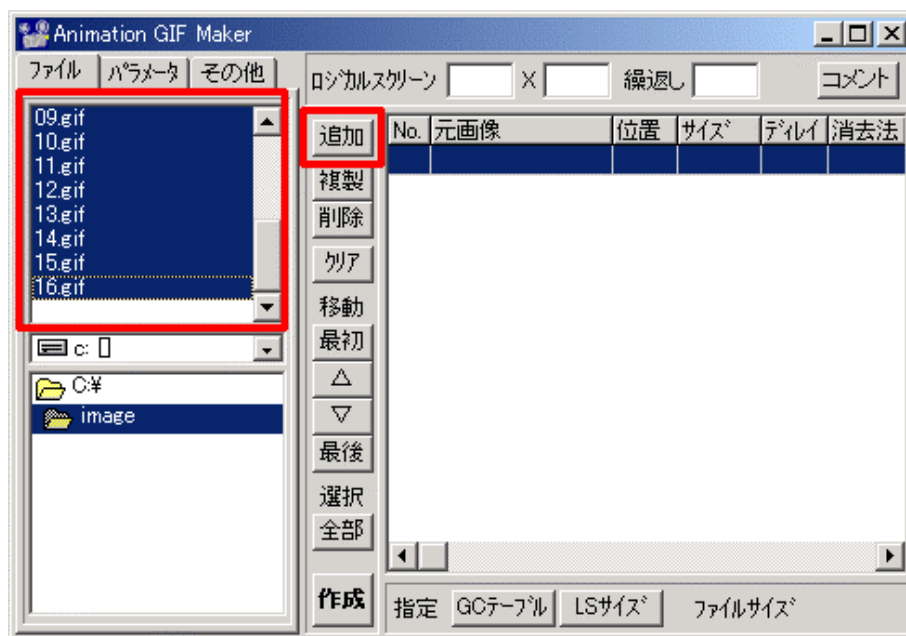 Animation GIF Maker
ファイル パラメータ その他
ロジカルスクリーン X 繰返し コメント
09.gif
10.gif
11.gif
12.gif
13.gif
14.gif
15.gif
16.gif
c: []
C:¥
image
追加
複製
削除
クリア
移動
最初
△
▽
最後
選択
全部
作成
No. 元画像 位置 サイズ ディレイ 消去法
指定 GCテーブル LSサイズ ファイルサイズ